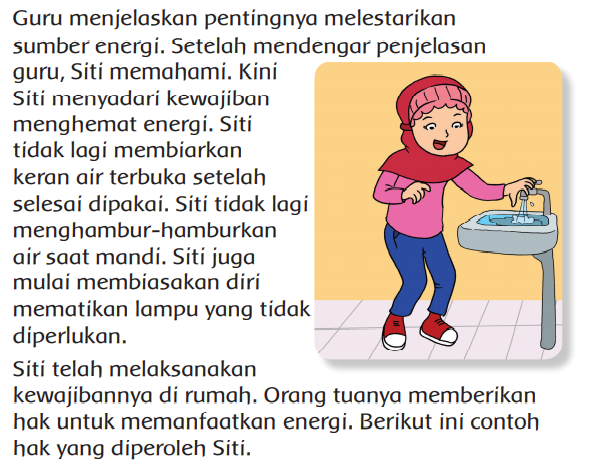 Guru menjelaskan pentingnya melestarikan
sumber energi. Setelah mendengar penjelasan
guru, Siti memahami. Kini
Siti menyadari kewajiban
menghemat energi. Siti
tidak lagi membiarkan
keran air terbuka setelah
selesai dipakai. Siti tidak lagi
menghambur-hamburkan
air saat mandi. Siti juga
mulai membiasakan diri
mematikan lampu yang tidak
diperlukan.
Siti telah melaksanakan
kewajibannya di rumah. Orang tuanya memberikan
hak untuk memanfaatkan energi. Berikut ini contoh
hak yang diperoleh Siti.